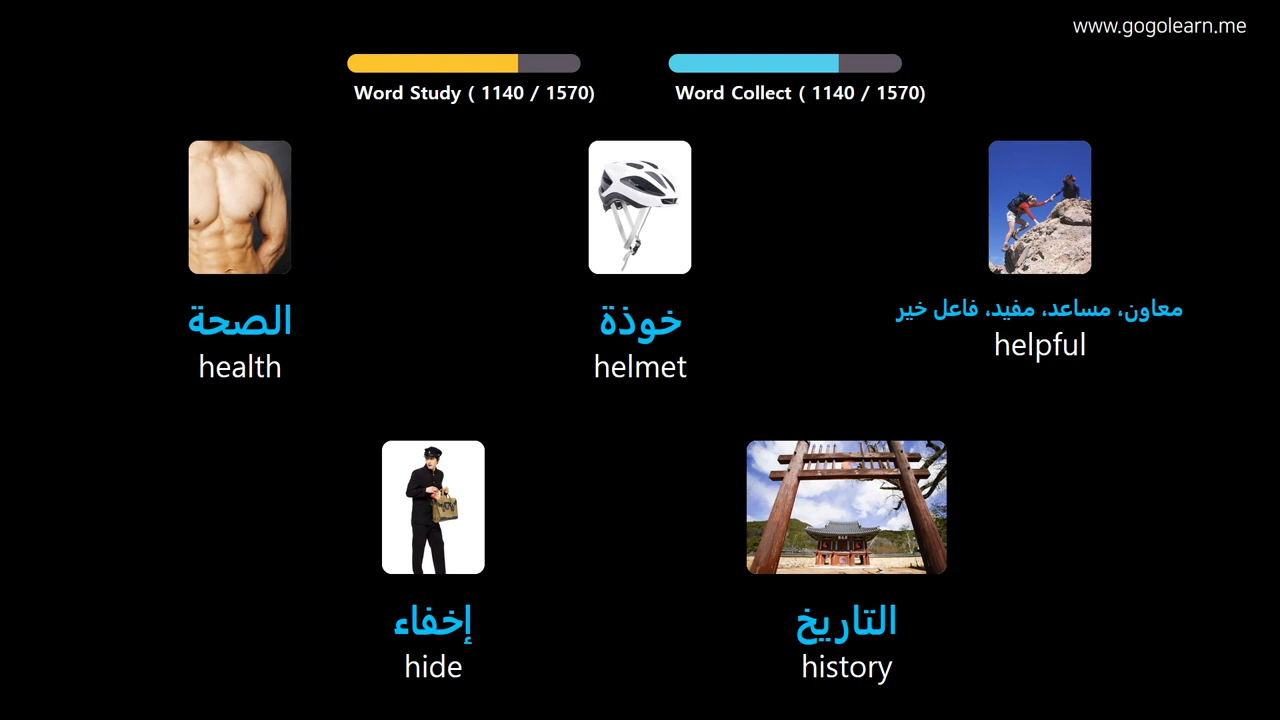 www.gogolearn.me
Word Study ( 1140 / 1570)
Word Collect ( 1140 / 1570)
الصحة
health
خوذة
helmet
معاون، مساعد، مفيد، فاعل خير
helpful
إخفاء
hide
التاريخ
history